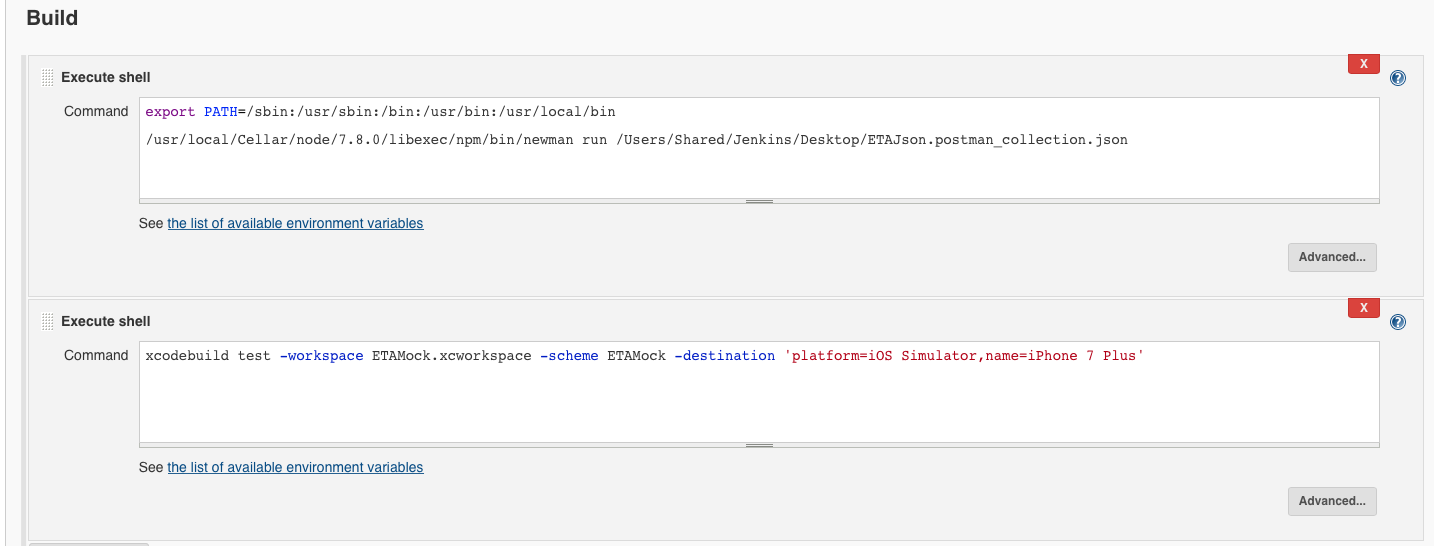 Build
X
Execute shell
?
Command
export PATH=/sbin:/usr/sbin:/bin:/usr/bin:/usr/local/bin
/usr/local/Cellar/node/7.8.0/libexec/npm/bin/newman run /Users/Shared/Jenkins/Desktop/ETAJson.postman_collection.json
See the list of available environment variables
Advanced...
X
Execute shell
?
Command
xcodebuild test -workspace ETAMock.xcworkspace -scheme ETAMock -destination 'platform=iOS Simulator,name=iPhone 7 Plus'
See the list of available environment variables
Advanced...